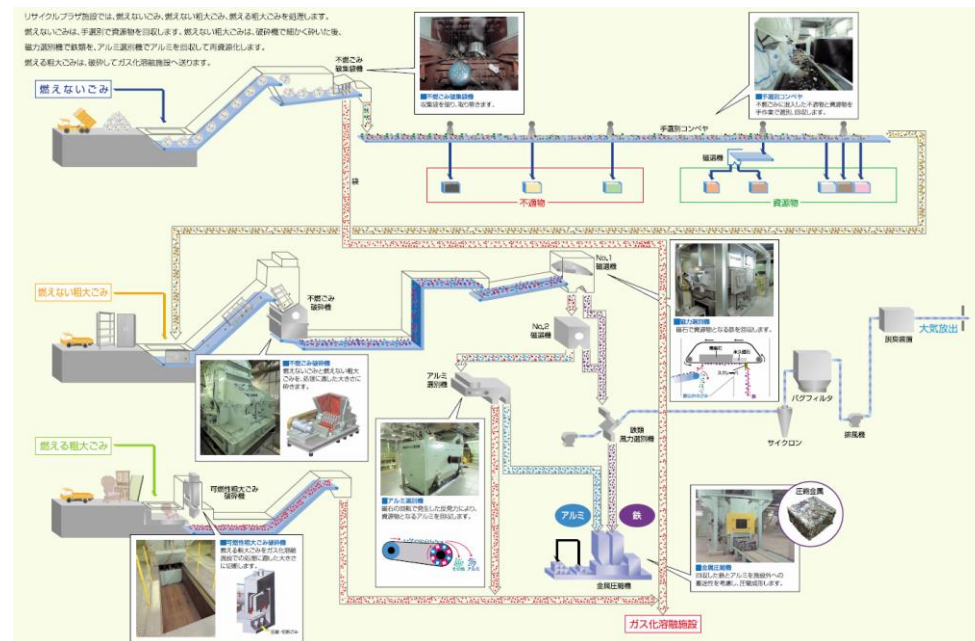 リサイクルプラザ施設では、燃えないごみ、燃えない粗大ごみ、燃える粗大ごみを処理します。
燃えないごみは、手選別で資源物を回収します。燃えない粗大ごみは、破砕機で細かく砕いた後、
磁力選別機で鉄類を、アルミ選別機でアルミを回収して再資源化します。
燃える粗大ごみは、破砕してガス化溶融施設へ送ります。
不燃ごみ
破集袋機
燃えないごみ
■不燃ごみ破集袋機
収集袋を破り、取り除きます。
■手選別コンベヤ
不燃ごみに混入した不適物と資源物を
手作業で選別、回収します。
手選別コンベヤ
磁選機
袋
不適物
資源物
燃えない粗大ごみ
不燃ごみ
破砕機
No.1
磁選機
No.2
磁選機
■磁力選別機
磁石で資源物となる鉄を回収します。
大気放出
脱臭装置
バグフィルタ
排風機
サイクロン
■不燃ごみ破砕機
燃えないごみと燃えない粗大
ごみを、処理に適した大きさに
砕きます。
アルミ
選別機
鉄類
風力選別機
燃える粗大ごみ
可燃性粗大ごみ
破砕機
■アルミ選別機
磁石の回転で発生した反発力により、
資源物となるアルミを回収します。
アルミ
アルミ
鉄
圧縮金属
■可燃性粗大ごみ破砕機
燃える粗大ごみをガス化溶融
施設での処理に適した大きさ
に切断します。
金属圧縮機
■金属圧縮機
回収した鉄とアルミを施設外への
搬送性を考慮し、圧縮成形します。
ガス化溶融施設